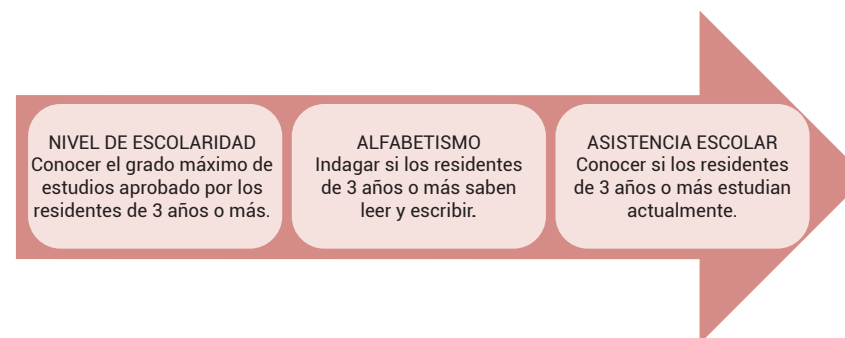 NIVEL DE ESCOLARIDAD
Conocer el grado máximo de
estudios aprobado por los
residentes de 3 años o más.
ALFABETISMO
Indagar si los residentes
de 3 años o más saben
leer y escribir.
ASISTENCIA ESCOLAR
Conocer si los residentes
de 3 años o más estudian
actualmente.